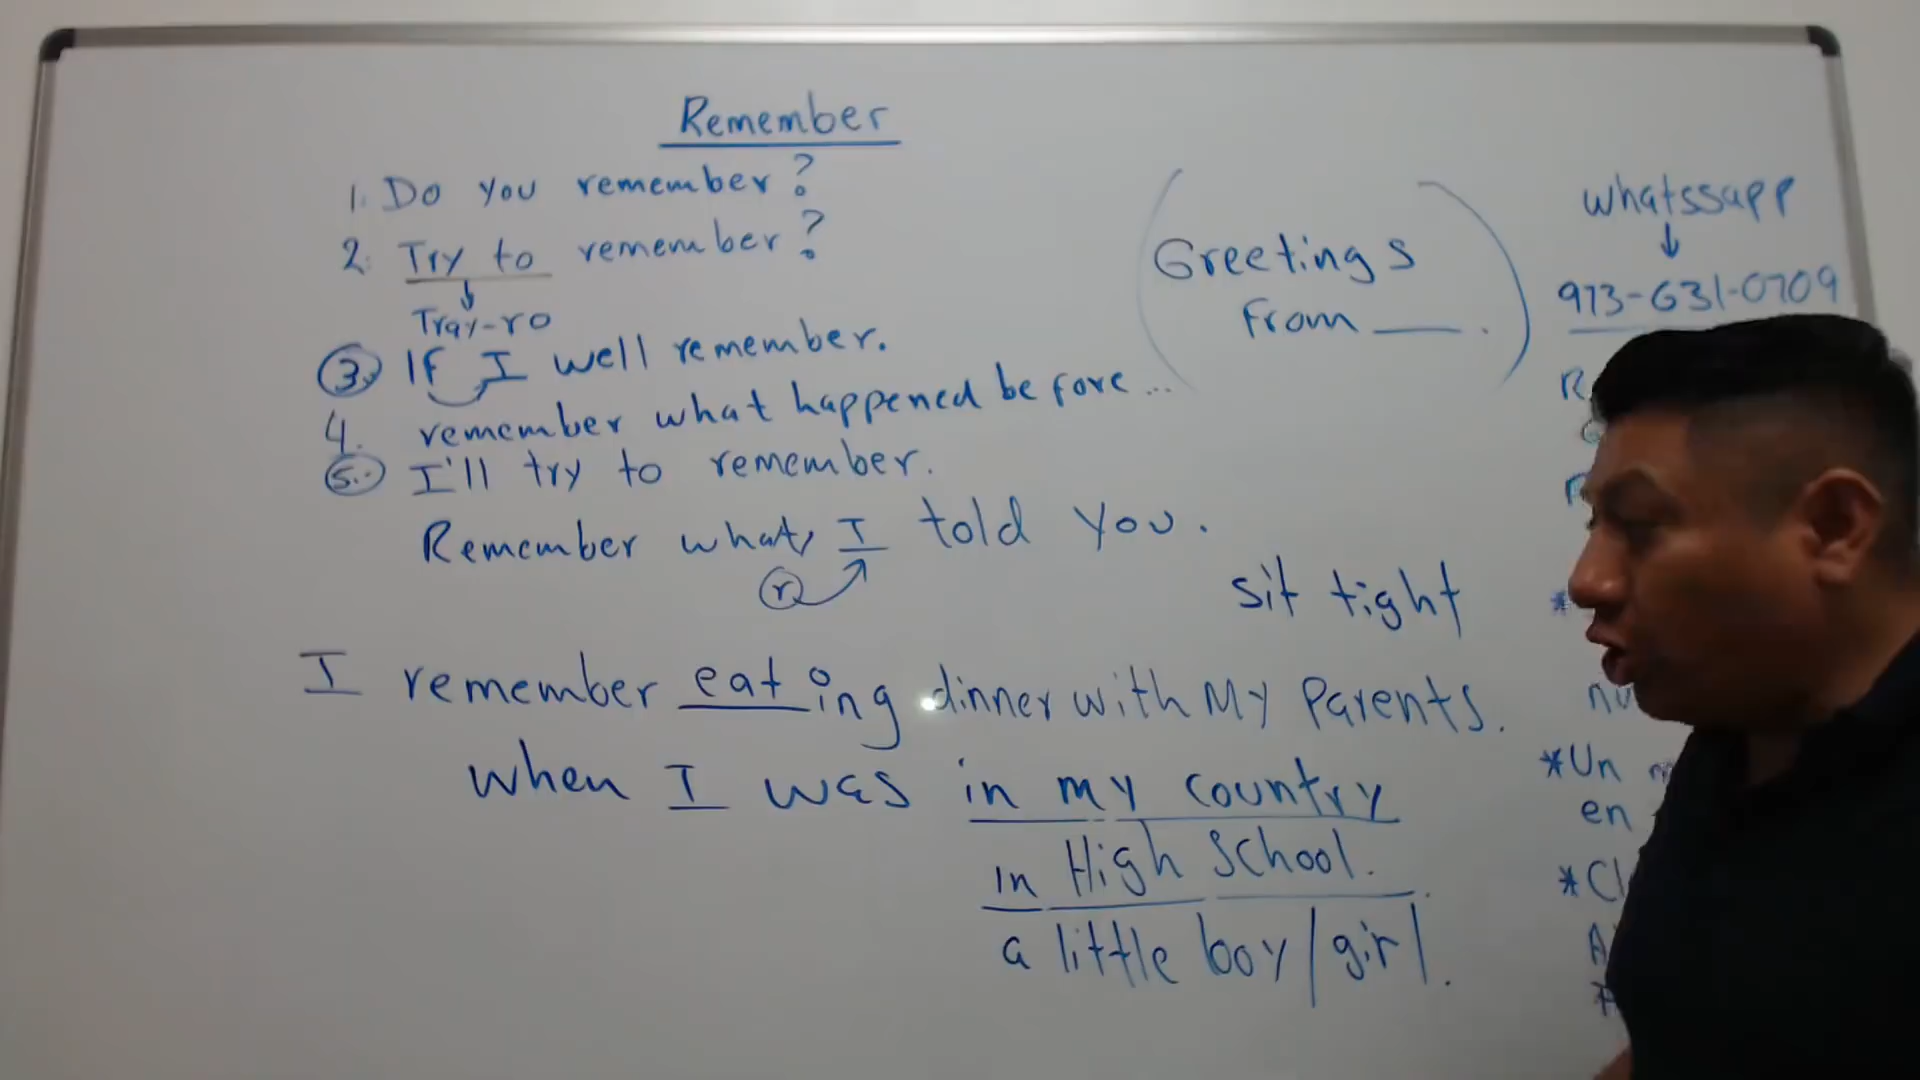 Remember
1. Do you remember?
2. Try to remember?
Tray-ro
3. If I well remember.
4. remember what happened before...
5. I'll try to remember.
Remember what I told you.
r
I remember eating dinner with My Parents.
when I was in my country
in High School.
a little boy/girl.
Greetings
From ___.
sit tight
whatssapp
973-631-0709
*Un
en